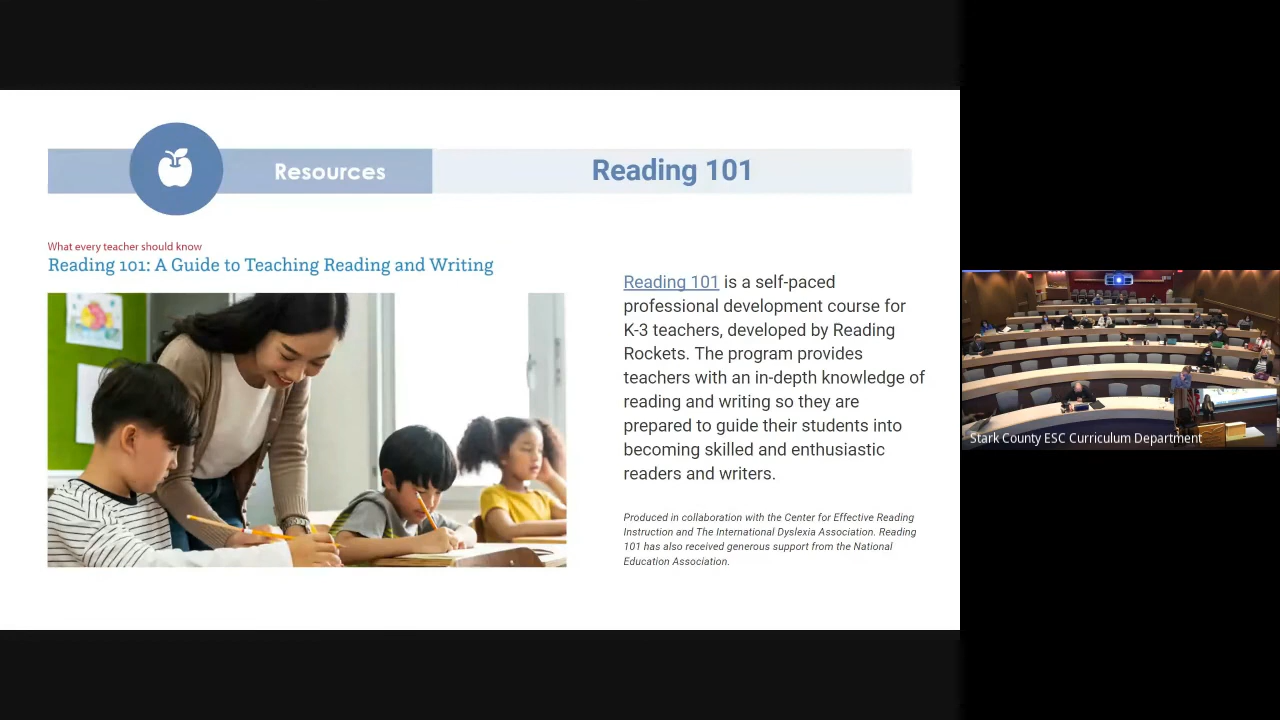 Resources
Reading 101
What every teacher should know
Reading 101: A Guide to Teaching Reading and Writing
Reading 101 is a self-paced
professional development course for
K-3 teachers, developed by Reading
Rockets. The program provides
teachers with an in-depth knowledge of
reading and writing so they are
prepared to guide their students into
becoming skilled and enthusiastic
readers and writers.
Produced in collaboration with the Center for Effective Reading
Instruction and The International Dyslexia Association. Reading
101 has also received generous support from the National
Education Association.
Stark County ESC Curriculum Department